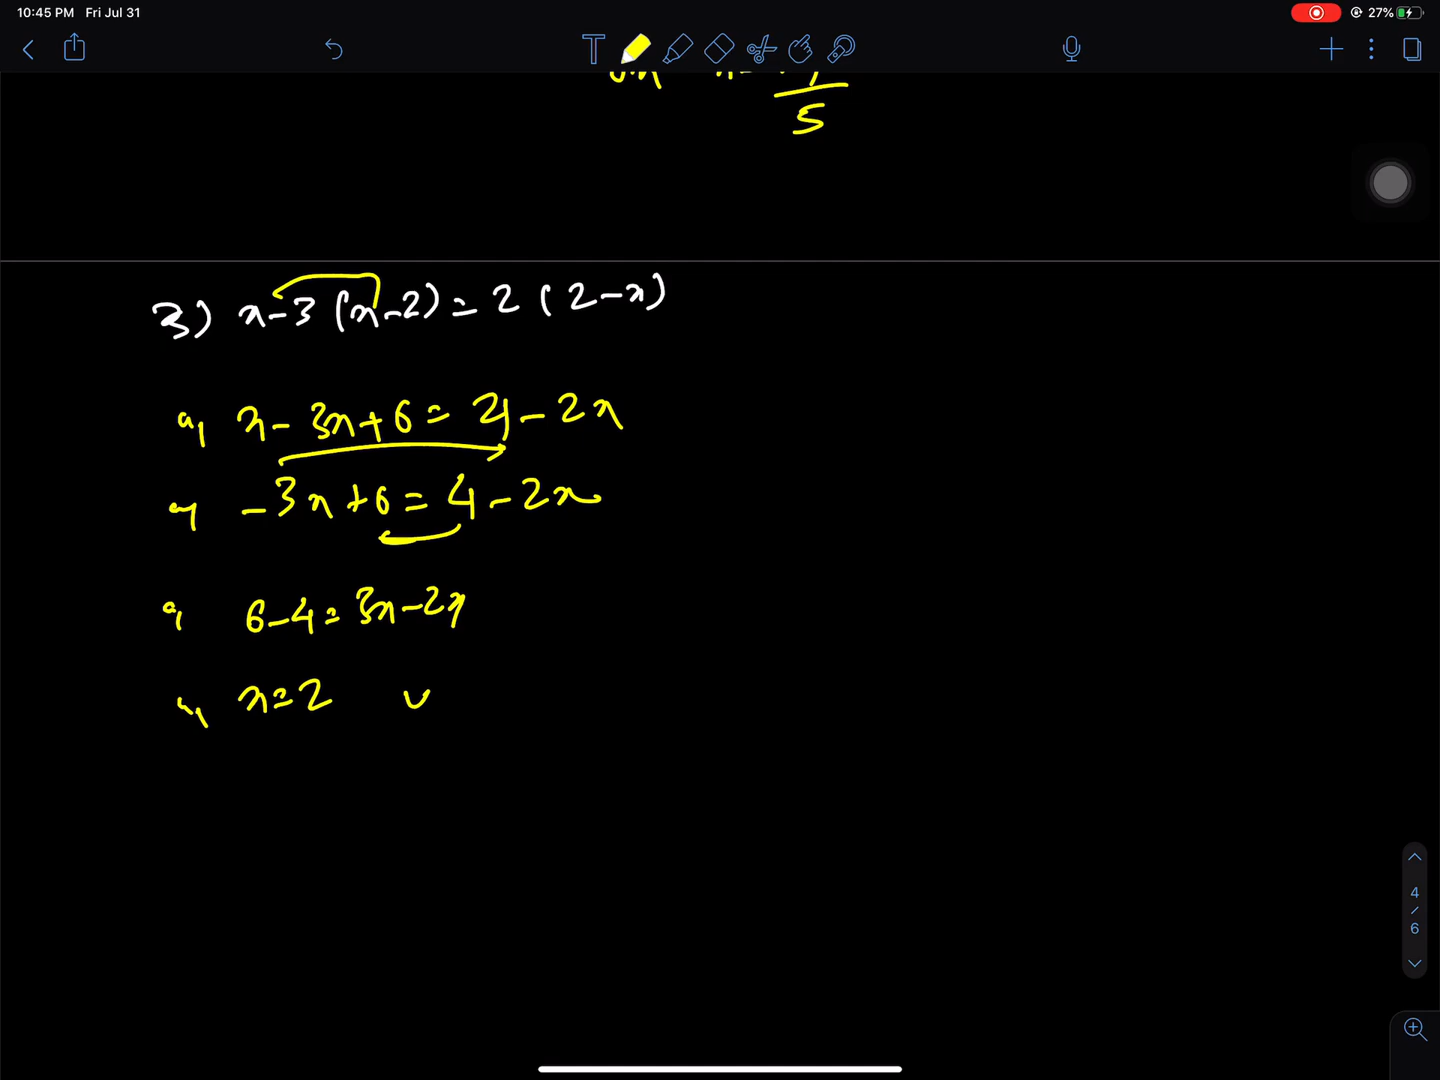 10:45 PM Fri Jul 31
27%
5
3) x-3(x-2)=2(2-x)
x-3x+6=4-2x
-3x+6=4-2x
6-4=3x-2x
x=2
4
/
6